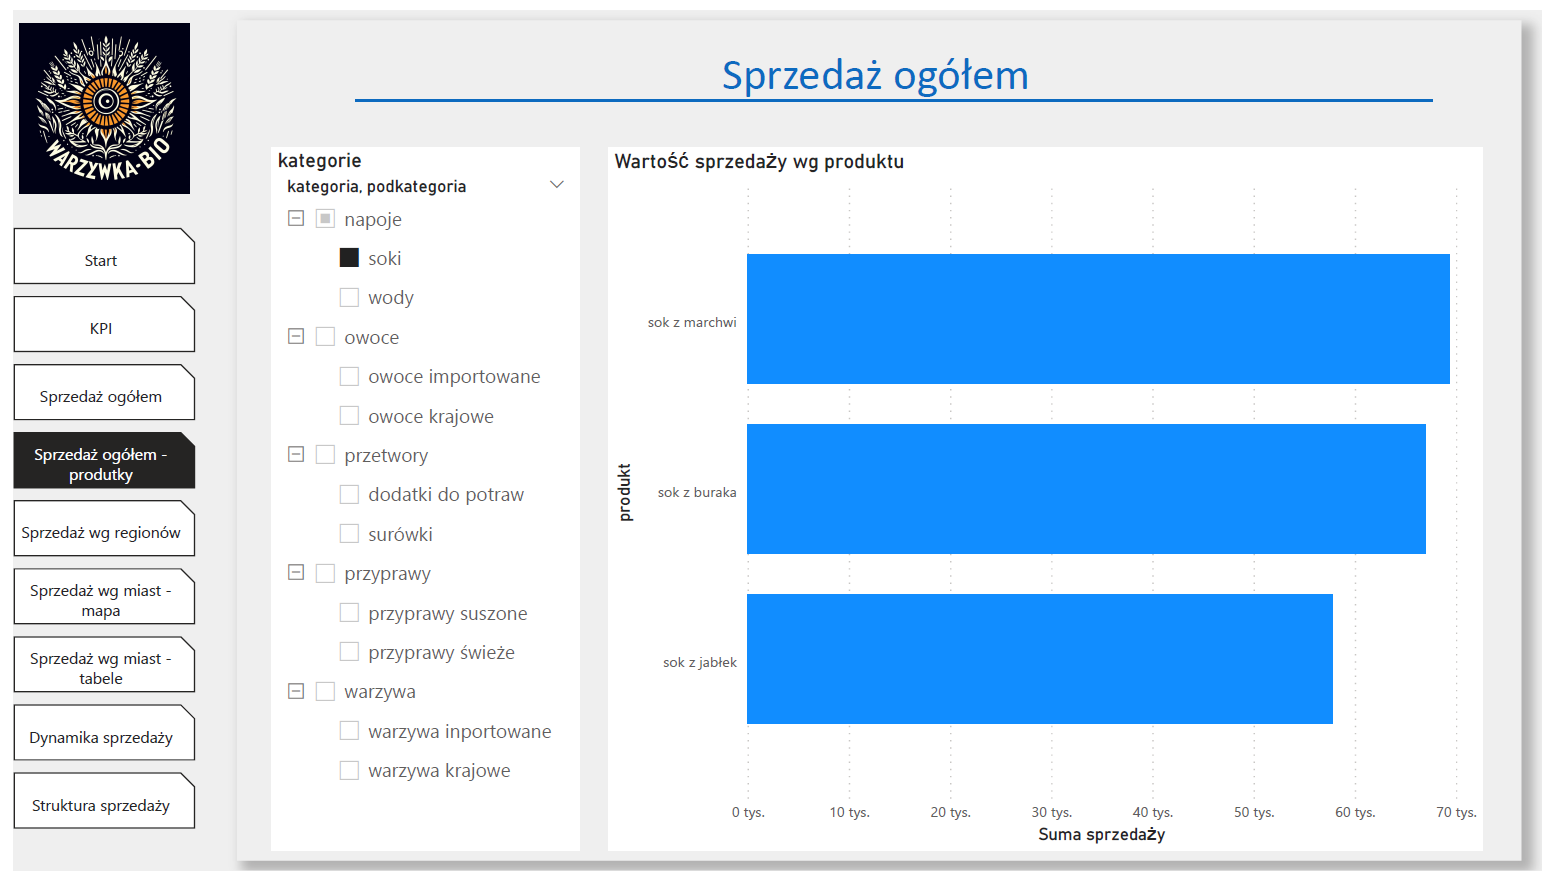 WARZYWKA-BIO
Start
KPI
Sprzedaż ogółem
Sprzedaż ogółem -
produtky
Sprzedaż wg regionów
Sprzedaż wg miast -
mapa
Sprzedaż wg miast -
tabele
Dynamika sprzedaży
Struktura sprzedaży
Sprzedaż ogółem
kategorie
kategoria, podkategoria
napoje
soki
wody
owoce
owoce importowane
owoce krajowe
przetwory
dodatki do potraw
surówki
przyprawy
przyprawy suszone
przyprawy świeże
warzywa
warzywa inportowane
warzywa krajowe
Wartość sprzedaży wg produktu
produkt
sok z marchwi
sok z buraka
sok z jabłek
0 tys. 10 tys. 20 tys. 30 tys. 40 tys. 50 tys. 60 tys. 70 tys.
Suma sprzedaży